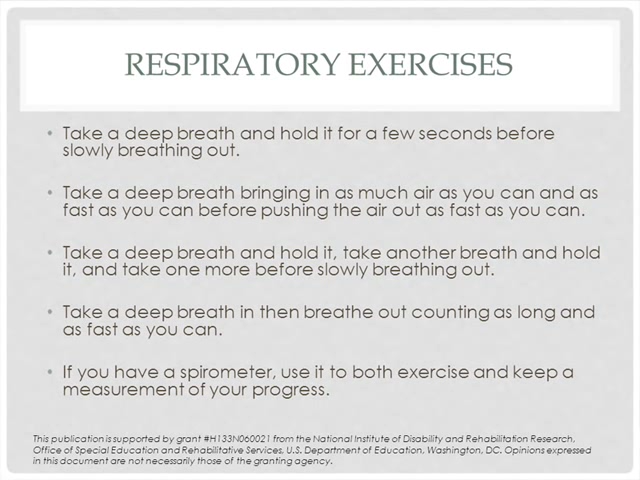 RESPIRATORY EXERCISES
• Take a deep breath and hold it for a few seconds before
slowly breathing out.
• Take a deep breath bringing in as much air as you can and as
fast as you can before pushing the air out as fast as you can.
• Take a deep breath and hold it, take another breath and hold
it, and take one more before slowly breathing out.
• Take a deep breath in then breathe out counting as long and
as fast as you can.
• If you have a spirometer, use it to both exercise and keep a
measurement of your progress.
This publication is supported by grant #H133N060021 from the National Institute of Disability and Rehabilitation Research,
Office of Special Education and Rehabilitative Services, U.S. Department of Education, Washington, DC. Opinions expressed
in this document are not necessarily those of the granting agency.